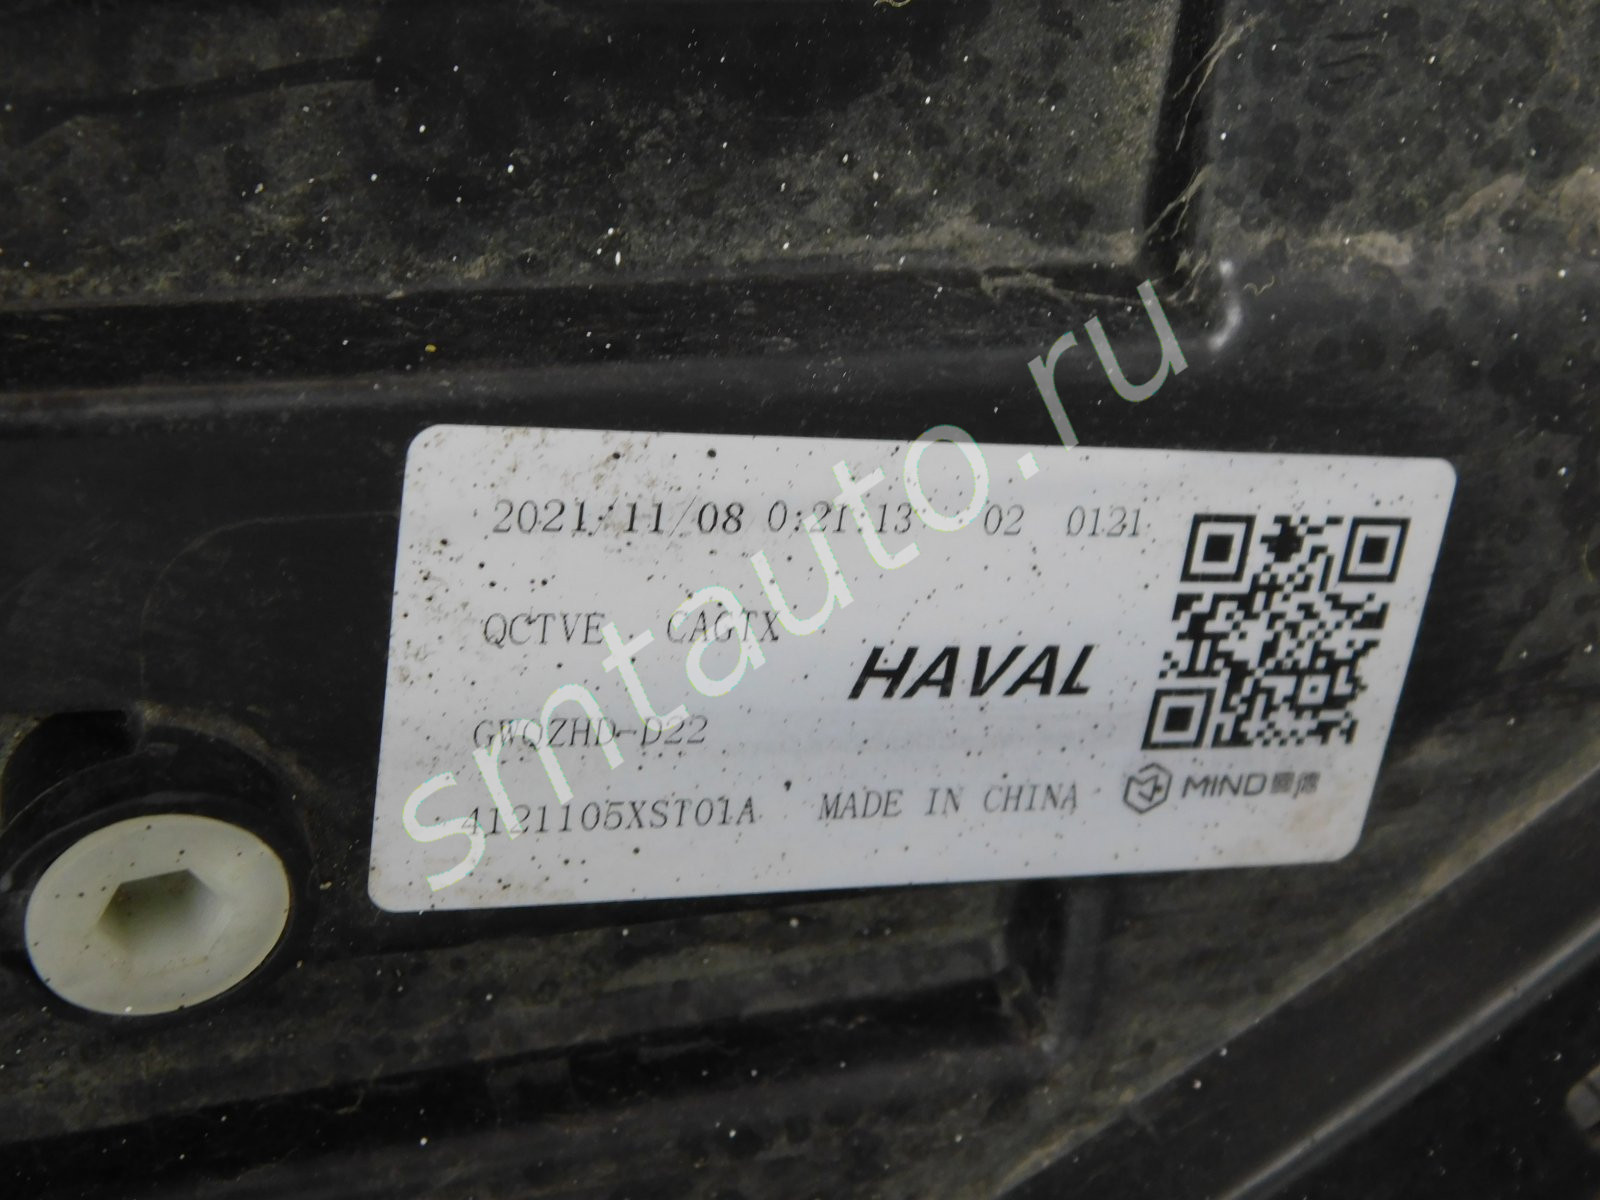 2021/11/08 0:21:13 02 0121
QCTVE CAGTX
HAVAL
GWQZHD-D22
4121105XST01A MADE IN CHINA
MIND
smtauto.ru